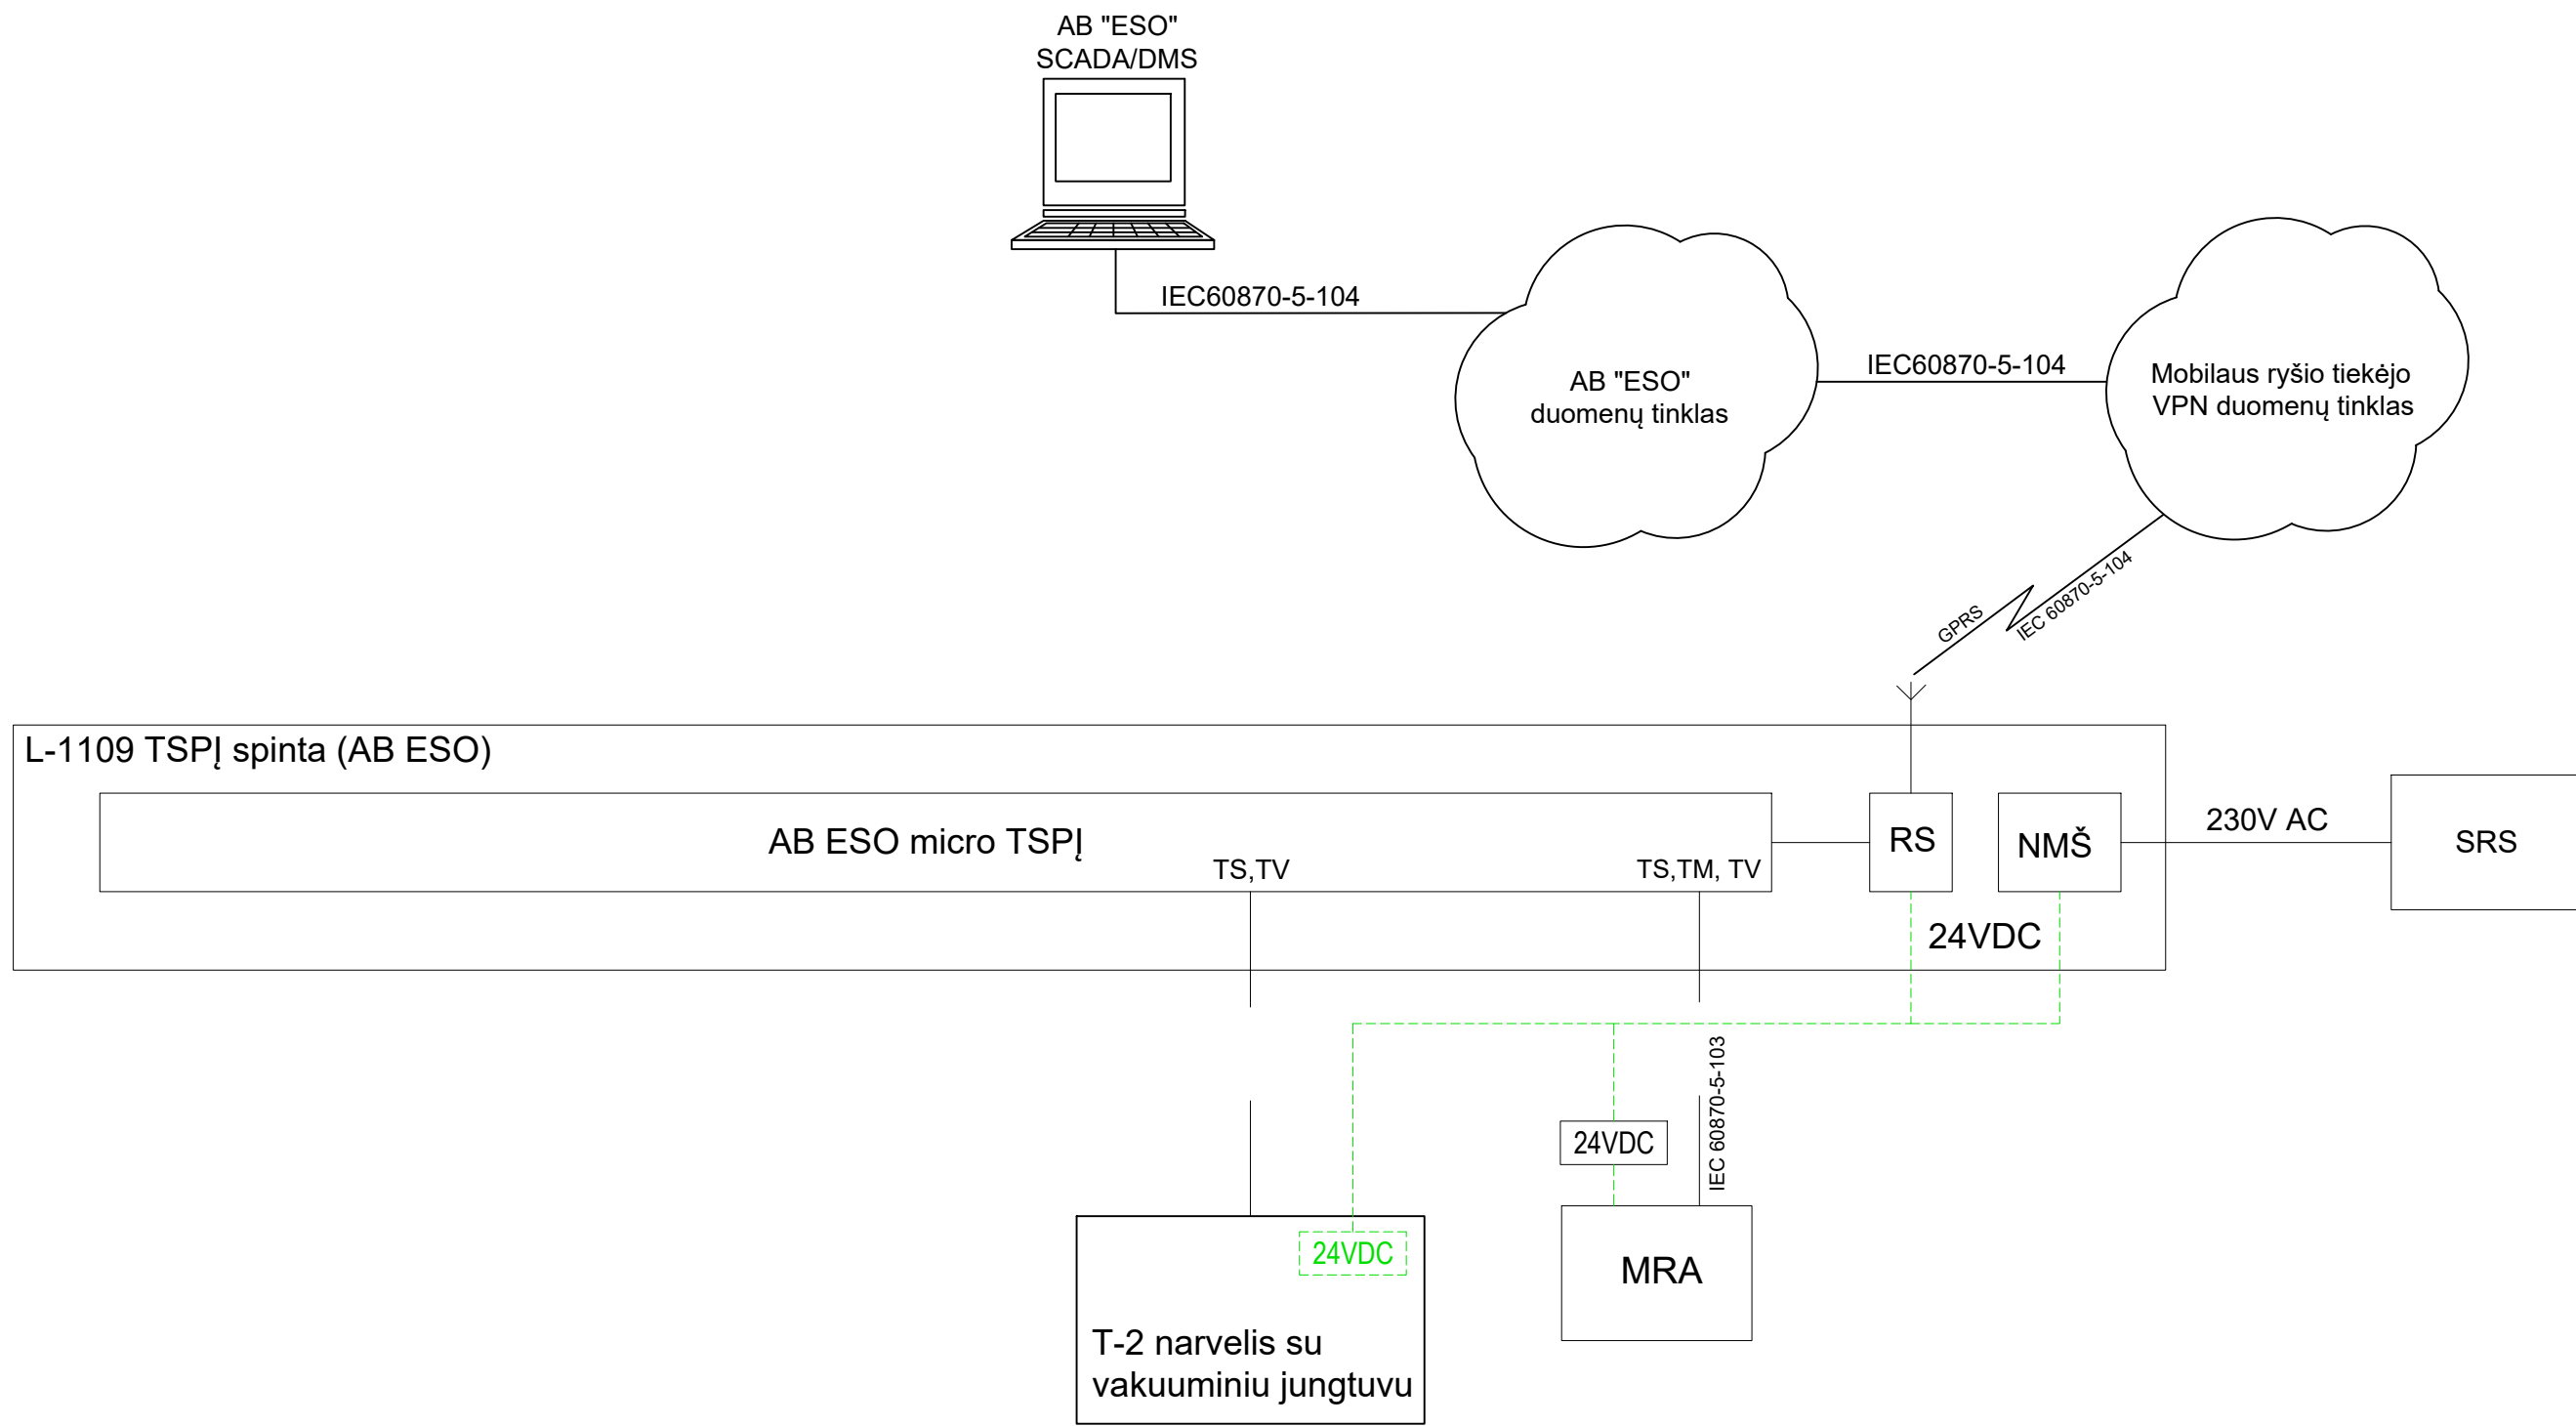 AB "ESO"
SCADA/DMS
IEC60870-5-104
AB "ESO"
duomenų tinklas
IEC60870-5-104
Mobilaus ryšio tiekėjo
VPN duomenų tinklas
GPRS
IEC 60870-5-104
L-1109 TSPĮ spinta (AB ESO)
AB ESO micro TSPĮ
TS,TV
TS,TM, TV
RS
NMŠ
230V AC
SRS
24VDC
IEC 60870-5-103
24VDC
24VDC
MRA
T-2 narvelis su
vakuuminiu jungtuvu